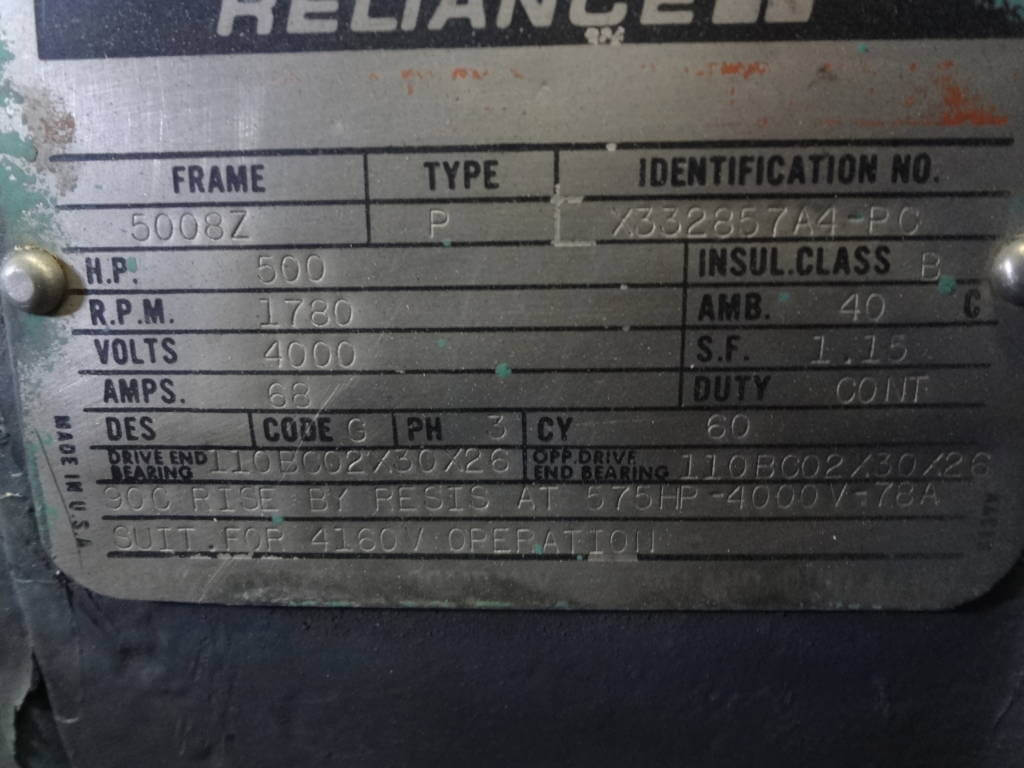 RELIANCE
FRAME TYPE IDENTIFICATION NO.
5008Z P X332857A4-PC
H.P. 500 INSUL.CLASS B
R.P.M. 1780 AMB. 40 C
VOLTS 4000 S.F. 1.15
AMPS. 68 DUTY CONT
DES CODE G PH 3 CY 60
DRIVE END BEARING 110BC02X30X26 OPP.DRIVE END BEARING 110BC02X30X26
90C RISE BY RESIS AT 575HP-4000V-78A
SUIT.FOR 4160V OPERATION
MADE IN U.S.A.